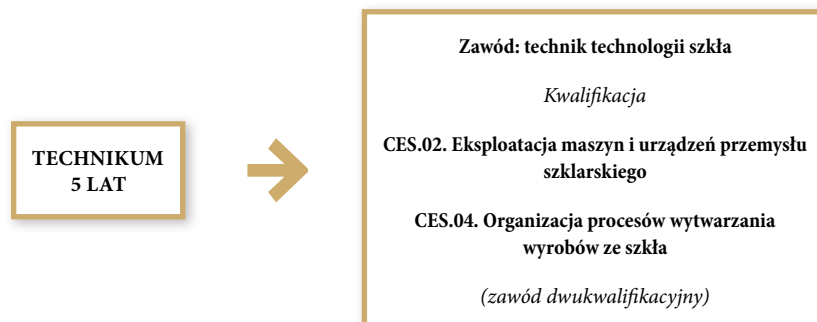 TECHNIKUM
5 LAT
Zawód: technik technologii szkła
Kwalifikacja
CES.02. Eksploatacja maszyn i urządzeń przemysłu
szklarskiego
CES.04. Organizacja procesów wytwarzania
wyrobów ze szkła
(zawód dwukwalifikacyjny)